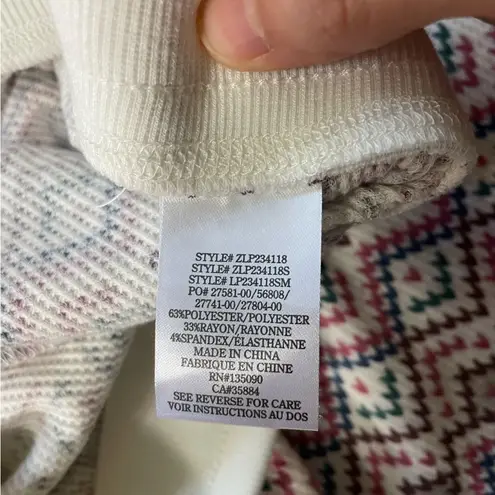 STYLE# ZLP234118
STYLE# ZLP234118S
STYLE# LP234118SM
PO# 27581-00/56808/
27741-00/27804-00
63%POLYESTER/POLYESTER
33%RAYON/RAYONNE
4%SPANDEX/ÉLASTHANNE
MADE IN CHINA
FABRIQUE EN CHINE
RN#135090
CA#35884
SEE REVERSE FOR CARE
VOIR INSTRUCTIONS AU DOS